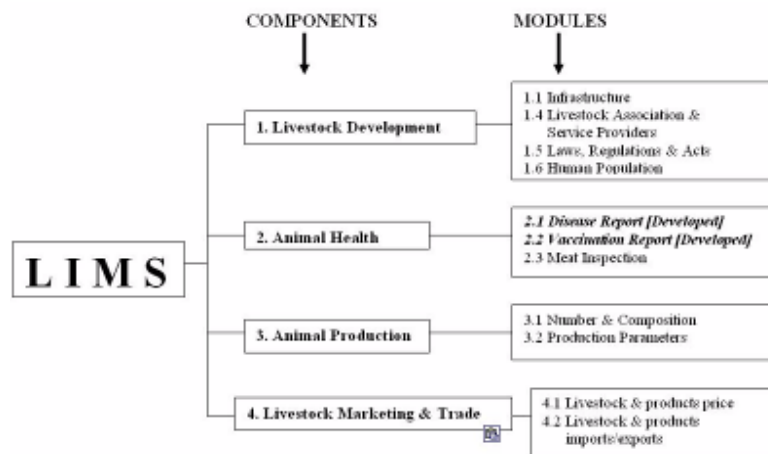 COMPONENTS
MODULES
1. Livestock Development
1.1 Infrastructure
1.4 Livestock Association &
Service Providers
1.5 Laws, Regulations & Acts
1.6 Human Population
L I M S
2. Animal Health
2.1 Disease Report [Developed]
2.2 Vaccination Report [Developed]
2.3 Meat Inspection
3. Animal Production
3.1 Number & Composition
3.2 Production Parameters
4. Livestock Marketing & Trade
4.1 Livestock & products price
4.2 Livestock & products
imports/exports